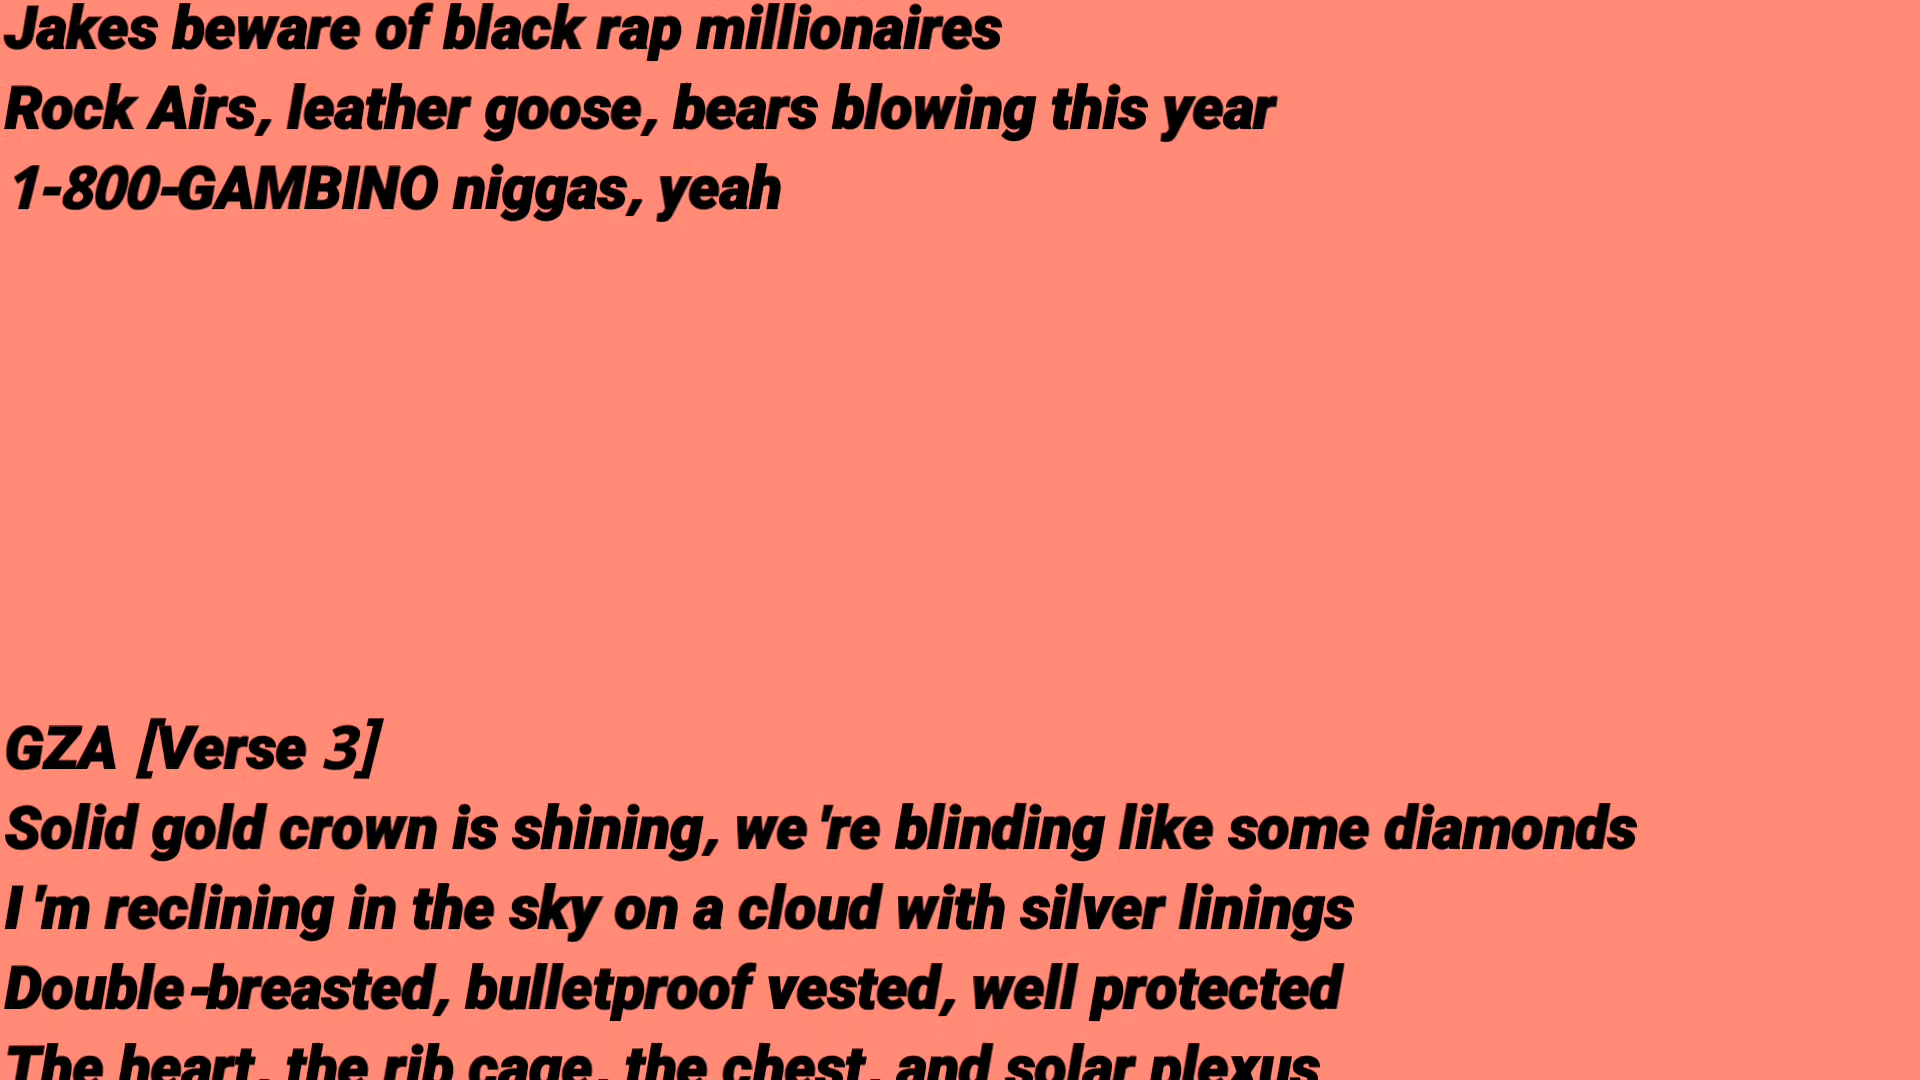 Jakes beware of black rap millionaires
Rock Airs, leather goose, bears blowing this year
1-800-GAMBINO niggas, yeah
GZA [Verse 3]
Solid gold crown is shining, we 're blinding like some diamonds
I 'm reclining in the sky on a cloud with silver linings
Double-breasted, bulletproof vested, well protected
The heart, the rib cage, the chest, and solar plexus